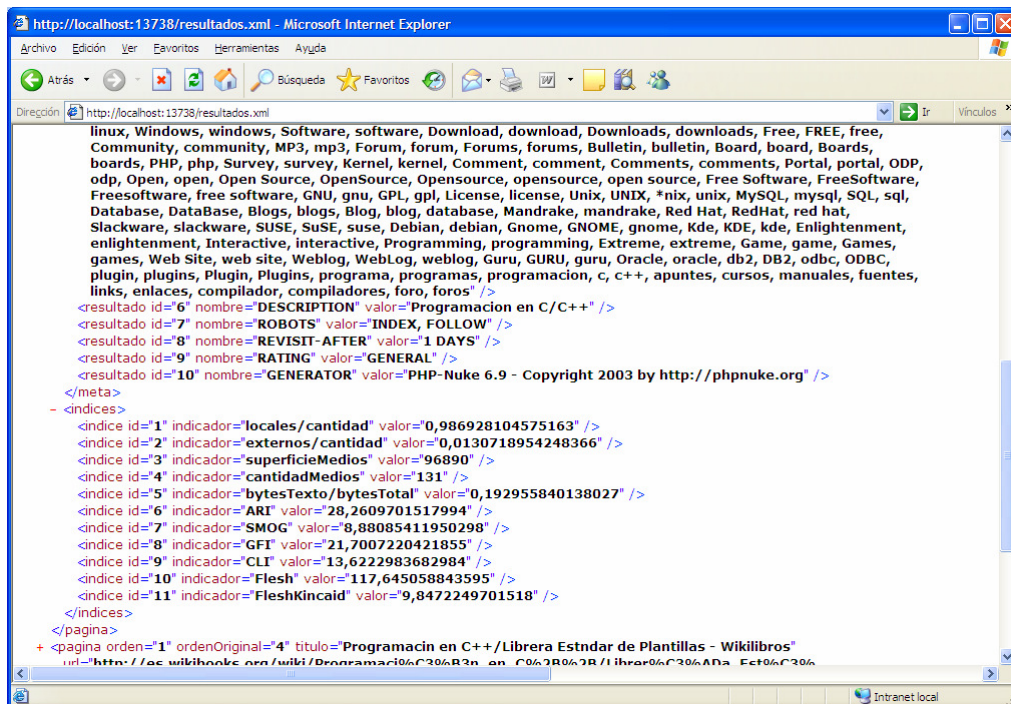 http://localhost:13738/resultados.xml - Microsoft Internet Explorer
Archivo Edición Ver Favoritos Herramientas Ayuda
Atrás Búsqueda Favoritos
Dirección http://localhost:13738/resultados.xml Ir Vínculos »
linux, Windows, windows, Software, software, Download, download, Downloads, downloads, Free, FREE, free,
Community, community, MP3, mp3, Forum, forum, Forums, forums, Bulletin, bulletin, Board, board, Boards,
boards, PHP, php, Survey, survey, Kernel, kernel, Comment, comment, Comments, comments, Portal, portal, ODP,
odp, Open, open, Open Source, OpenSource, Opensource, opensource, open source, Free Software, FreeSoftware,
Freesoftware, free software, GNU, gnu, GPL, gpl, License, license, Unix, UNIX, *nix, unix, MySQL, mysql, SQL, sql,
Database, DataBase, Blogs, blogs, Blog, blog, database, Mandrake, mandrake, Red Hat, RedHat, red hat,
Slackware, slackware, SUSE, SuSE, suse, Debian, debian, Gnome, GNOME, gnome, Kde, KDE, kde, Enlightenment,
enlightenment, Interactive, interactive, Programming, programming, Extreme, extreme, Game, game, Games,
games, Web Site, web site, Weblog, WebLog, weblog, Guru, GURU, guru, Oracle, oracle, db2, DB2, odbc, ODBC,
plugin, plugins, Plugin, Plugins, programa, programas, programacion, c, c++, apuntes, cursos, manuales, fuentes,
links, enlaces, compilador, compiladores, foro, foros" />
<resultado id="6" nombre="DESCRIPTION" valor="Programacion en C/C++" />
<resultado id="7" nombre="ROBOTS" valor="INDEX, FOLLOW" />
<resultado id="8" nombre="REVISIT-AFTER" valor="1 DAYS" />
<resultado id="9" nombre="RATING" valor="GENERAL" />
<resultado id="10" nombre="GENERATOR" valor="PHP-Nuke 6.9 - Copyright 2003 by http://phpnuke.org" />
</meta>
- <indices>
<indice id="1" indicador="locales/cantidad" valor="0,986928104575163" />
<indice id="2" indicador="externos/cantidad" valor="0,0130718954248366" />
<indice id="3" indicador="superficieMedios" valor="96890" />
<indice id="4" indicador="cantidadMedios" valor="131" />
<indice id="5" indicador="bytesTexto/bytesTotal" valor="0,192955840138027" />
<indice id="6" indicador="ARI" valor="28,2609701517994" />
<indice id="7" indicador="SMOG" valor="8,88085411950298" />
<indice id="8" indicador="GFI" valor="21,7007220421855" />
<indice id="9" indicador="CLI" valor="13,6222983682984" />
<indice id="10" indicador="Flesh" valor="117,645058843595" />
<indice id="11" indicador="FleshKincaid" valor="9,8472249701518" />
</indices>
</pagina>
+ <pagina orden="1" ordenOriginal="4" titulo="Programacin en C++/Librera Estndar de Plantillas - Wikilibros"
url="http://es.wikibooks.org/wiki/Programaci%C3%B3n_en_C%2B%2B/Librer%C3%ADa_Est%C3%
Intranet local